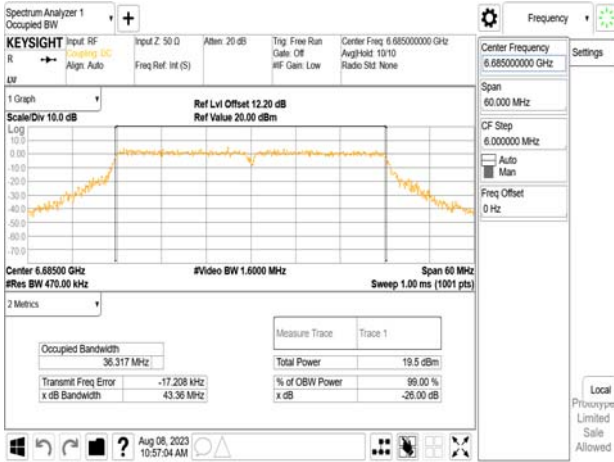 Spectrum Analyzer 1
Occupied BW
Frequency
KEYSIGHT
R
LXI
Input: RF
Coupling: DC
Align: Auto
Input Z: 50 Ω
Freq Ref: Int (S)
Atten: 20 dB
Trig: Free Run
Gate: Off
#IF Gain: Low
Center Freq: 6.685000000 GHz
Avg|Hold: 10/10
Radio Std: None
Center Frequency
6.685000000 GHz
Settings
Span
60.000 MHz
CF Step
6.000000 MHz
Auto
Man
Freq Offset
0 Hz
1 Graph
Scale/Div 10.0 dB
Ref Lvl Offset 12.20 dB
Ref Value 20.00 dBm
Log
10.0
0.00
-10.0
-20.0
-30.0
-40.0
-50.0
-60.0
-70.0
Center 6.68500 GHz
#Res BW 470.00 kHz
#Video BW 1.6000 MHz
Span 60 MHz
Sweep 1.00 ms (1001 pts)
2 Metrics
Measure Trace Trace 1
Occupied Bandwidth
36.317 MHz
Total Power 19.5 dBm
Transmit Freq Error -17.208 kHz
% of OBW Power 99.00 %
x dB Bandwidth 43.36 MHz
x dB -26.00 dB
Local
Prototype
Limited
Sale
Allowed
?
Aug 08, 2023
10:57:04 AM